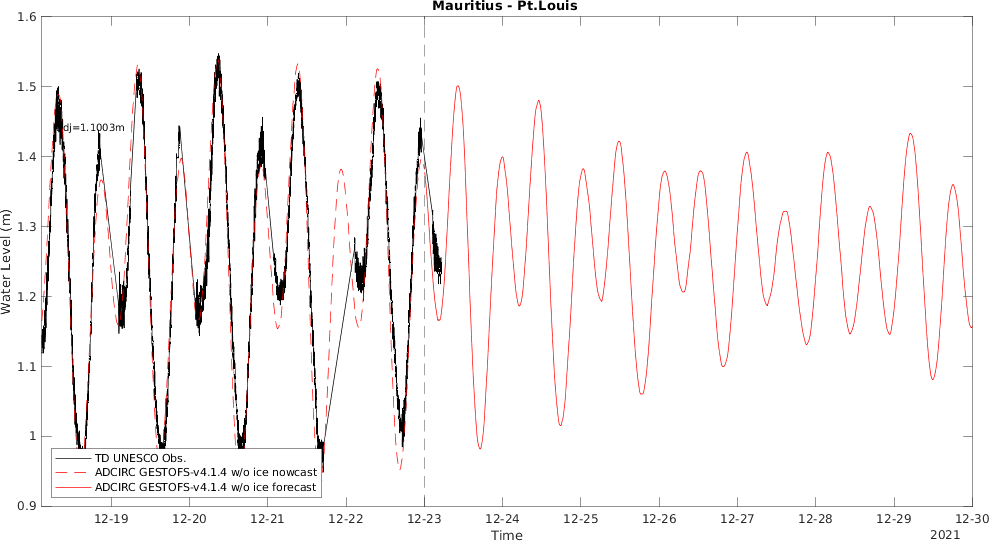 Mauritius - Pt.Louis
1.6
1.5
1.4
1.3
1.2
1.1
1
0.9
Water Level (m)
dj=1.1003m
TD UNESCO Obs.
ADCIRC GESTOFS-v4.1.4 w/o ice nowcast
ADCIRC GESTOFS-v4.1.4 w/o ice forecast
12-19 12-20 12-21 12-22 12-23 12-24 12-25 12-26 12-27 12-28 12-29 12-30
Time
2021